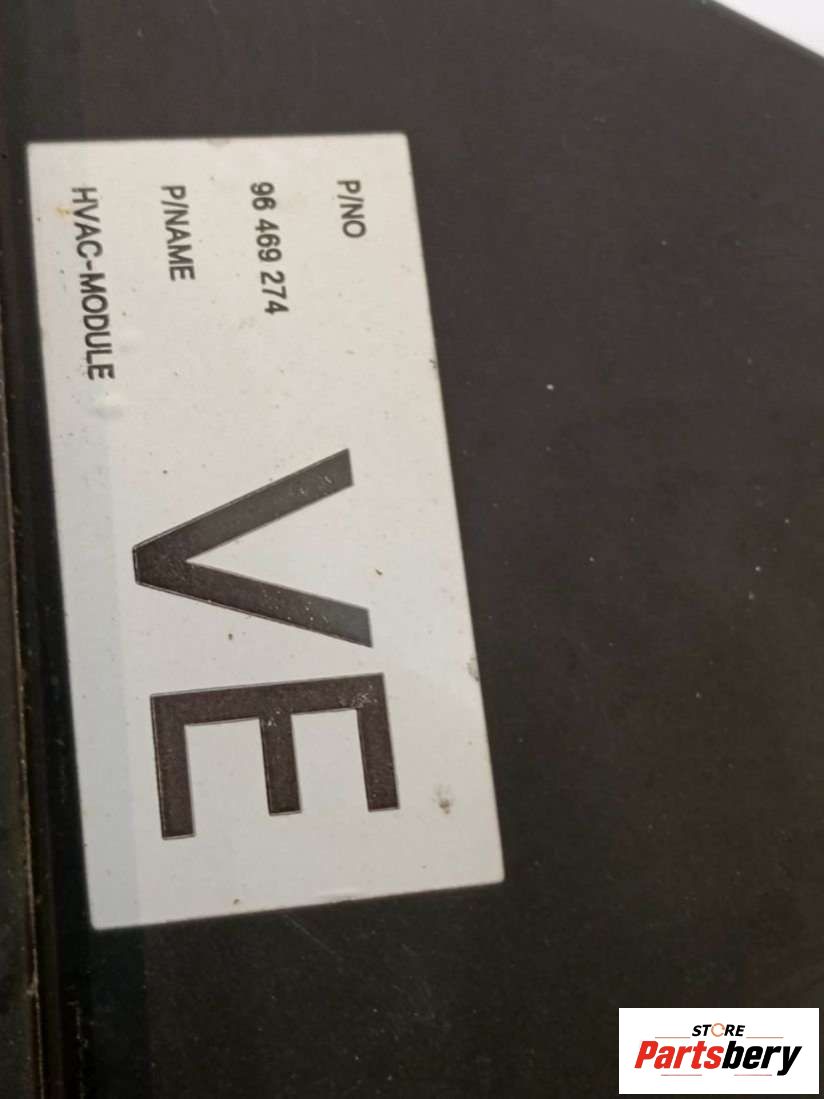 P/NO
96 469 274
P/NAME
HVAC-MODULE
VE
STORE
Partsbery